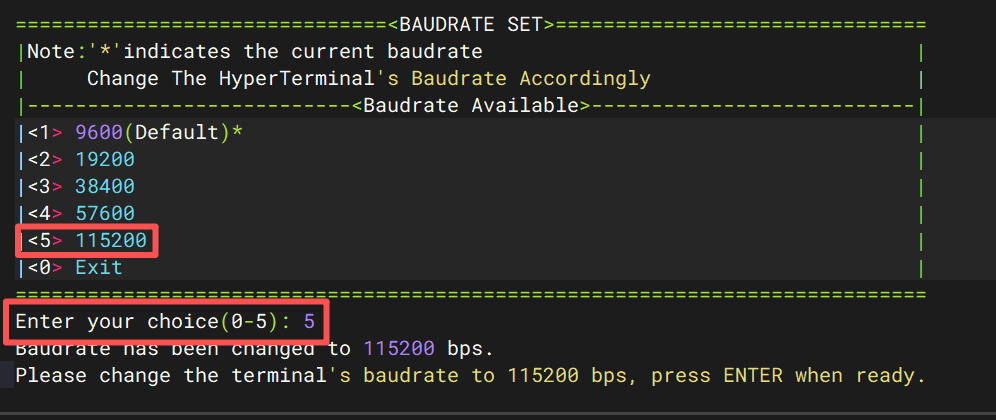 ===============================<BAUDRATE SET>===============================
|Note:'*'indicates the current baudrate |
| Change The HyperTerminal's Baudrate Accordingly |
|---------------------------<Baudrate Available>---------------------------|
|<1> 9600(Default)* |
|<2> 19200 |
|<3> 38400 |
|<4> 57600 |
|<5> 115200 |
|<0> Exit |
============================================================================
Enter your choice(0-5): 5
Baudrate has been changed to 115200 bps.
Please change the terminal's baudrate to 115200 bps, press ENTER when ready.